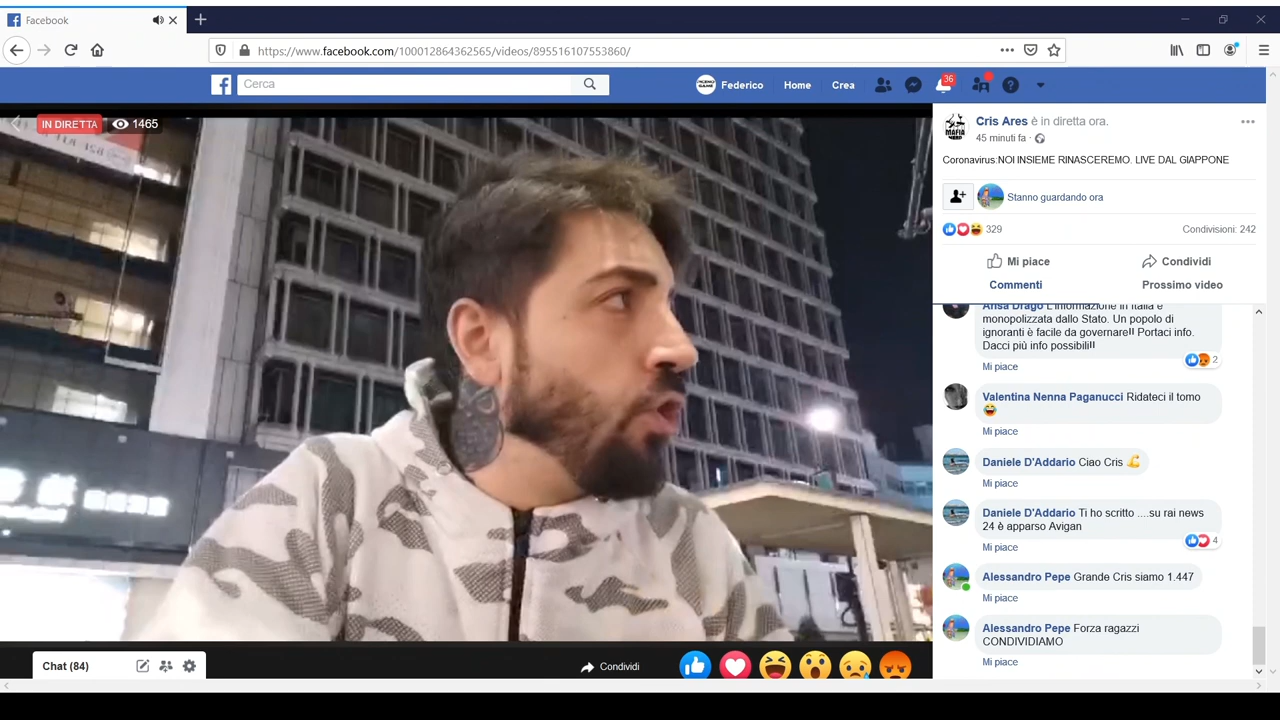 Facebook
https://www.facebook.com/100012864362565/videos/895516107553860/
Cerca
Federico
Home
Crea
36
IN DIRETTA
1465
MAFIA
Cris Ares è in diretta ora.
45 minuti fa ·
Coronavirus:NOI INSIEME RINASCEREMO. LIVE DAL GIAPPONE
Stanno guardando ora
329
Condivisioni: 242
Mi piace
Condividi
Commenti
Prossimo video
Ansa Drago L'informazione in Italia è
monopolizzata dallo Stato. Un popolo di
ignoranti è facile da governare!! Portaci info.
Dacci più info possibili!!
2
Mi piace
Valentina Nenna Paganucci Ridateci il tomo
Mi piace
Daniele D'Addario Ciao Cris
Mi piace
Daniele D'Addario Ti ho scritto ....su rai news
24 è apparso Avigan
4
Mi piace
Alessandro Pepe Grande Cris siamo 1.447
Mi piace
Alessandro Pepe Forza ragazzi
CONDIVIDIAMO
Mi piace
Chat (84)
Condividi